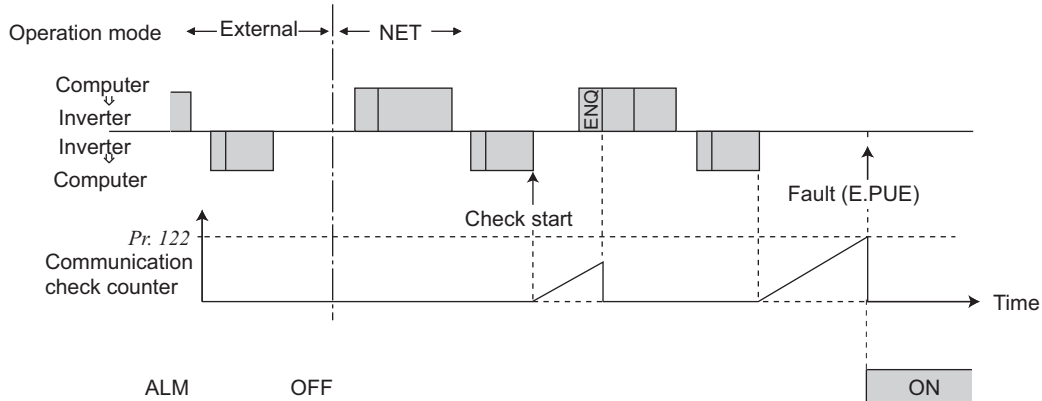 Operation mode External NET
Computer
Inverter
Inverter
Computer
ENQ
Fault (E.PUE)
Check start
Pr. 122
Communication
check counter
Time
ALM OFF ON